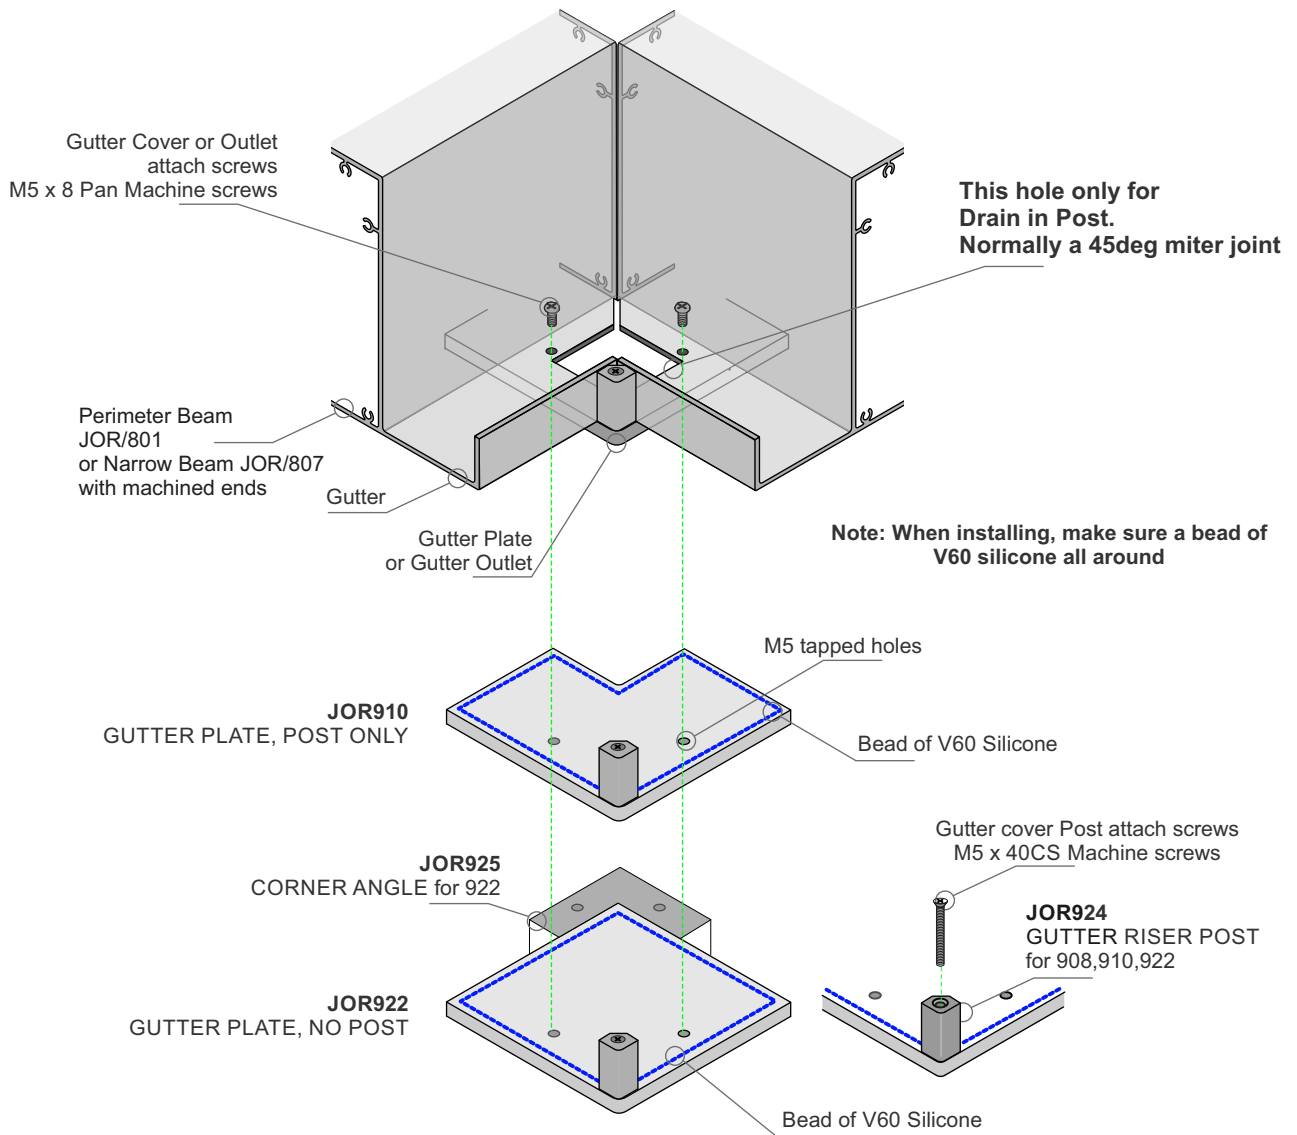 Gutter Cover or Outlet
attach screws
M5 x 8 Pan Machine screws
This hole only for
Drain in Post.
Normally a 45deg miter joint
Perimeter Beam
JOR/801
or Narrow Beam JOR/807
with machined ends
Gutter
Gutter Plate
or Gutter Outlet
Note: When installing, make sure a bead of
V60 silicone all around
M5 tapped holes
JOR910
GUTTER PLATE, POST ONLY
Bead of V60 Silicone
Gutter cover Post attach screws
M5 x 40CS Machine screws
JOR925
CORNER ANGLE for 922
JOR924
GUTTER RISER POST
for 908,910,922
JOR922
GUTTER PLATE, NO POST
Bead of V60 Silicone